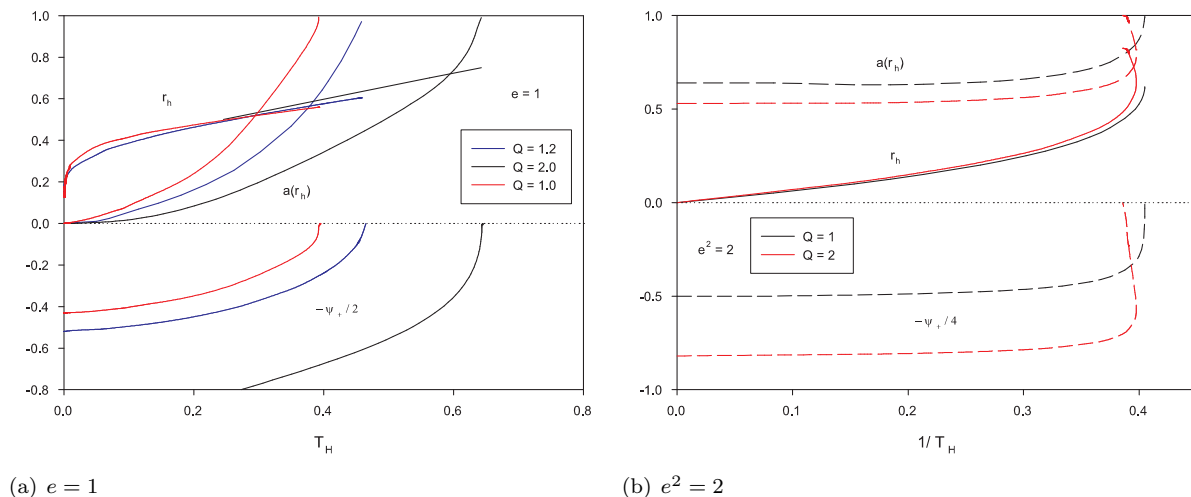 1.0
0.8
0.6
0.4
0.2
0.0
-0.2
-0.4
-0.6
-0.8
0.0 0.2 0.4 0.6 0.8
T_H
r_h
e = 1
Q = 1.2
Q = 2.0
Q = 1.0
a(r_h)
−ψ_+ / 2
(a) e = 1
1.0
0.5
0.0
-0.5
-1.0
0.0 0.1 0.2 0.3 0.4
1/ T_H
a(r_h)
r_h
e² = 2
Q = 1
Q = 2
−ψ_+ / 4
(b) e² = 2